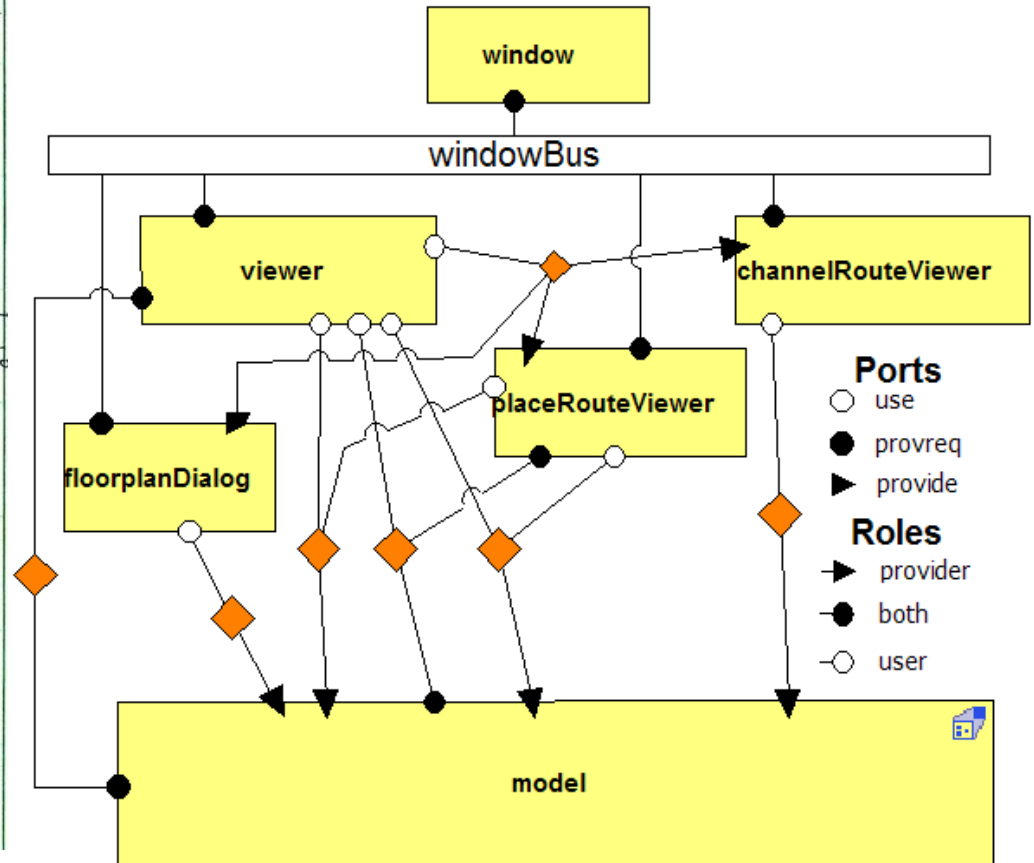 window
windowBus
viewer
channelRouteViewer
placeRouteViewer
floorplanDialog
Ports
use
provreq
provide
Roles
provider
both
user
model